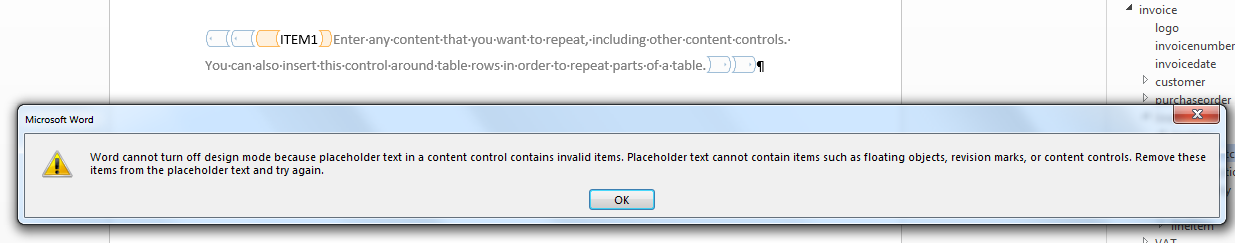 invoice
logo
invoicenumber
invoicedate
customer
purchaseorder
ITEM1 Enter·any·content·that·you·want·to·repeat,·including·other·content·controls.·
You·can·also·insert·this·control·around·table·rows·in·order·to·repeat·parts·of·a·table. ¶
Microsoft Word
Word cannot turn off design mode because placeholder text in a content control contains invalid items. Placeholder text cannot contain items such as floating objects, revision marks, or content controls. Remove these
items from the placeholder text and try again.
OK
lineitem
VAT